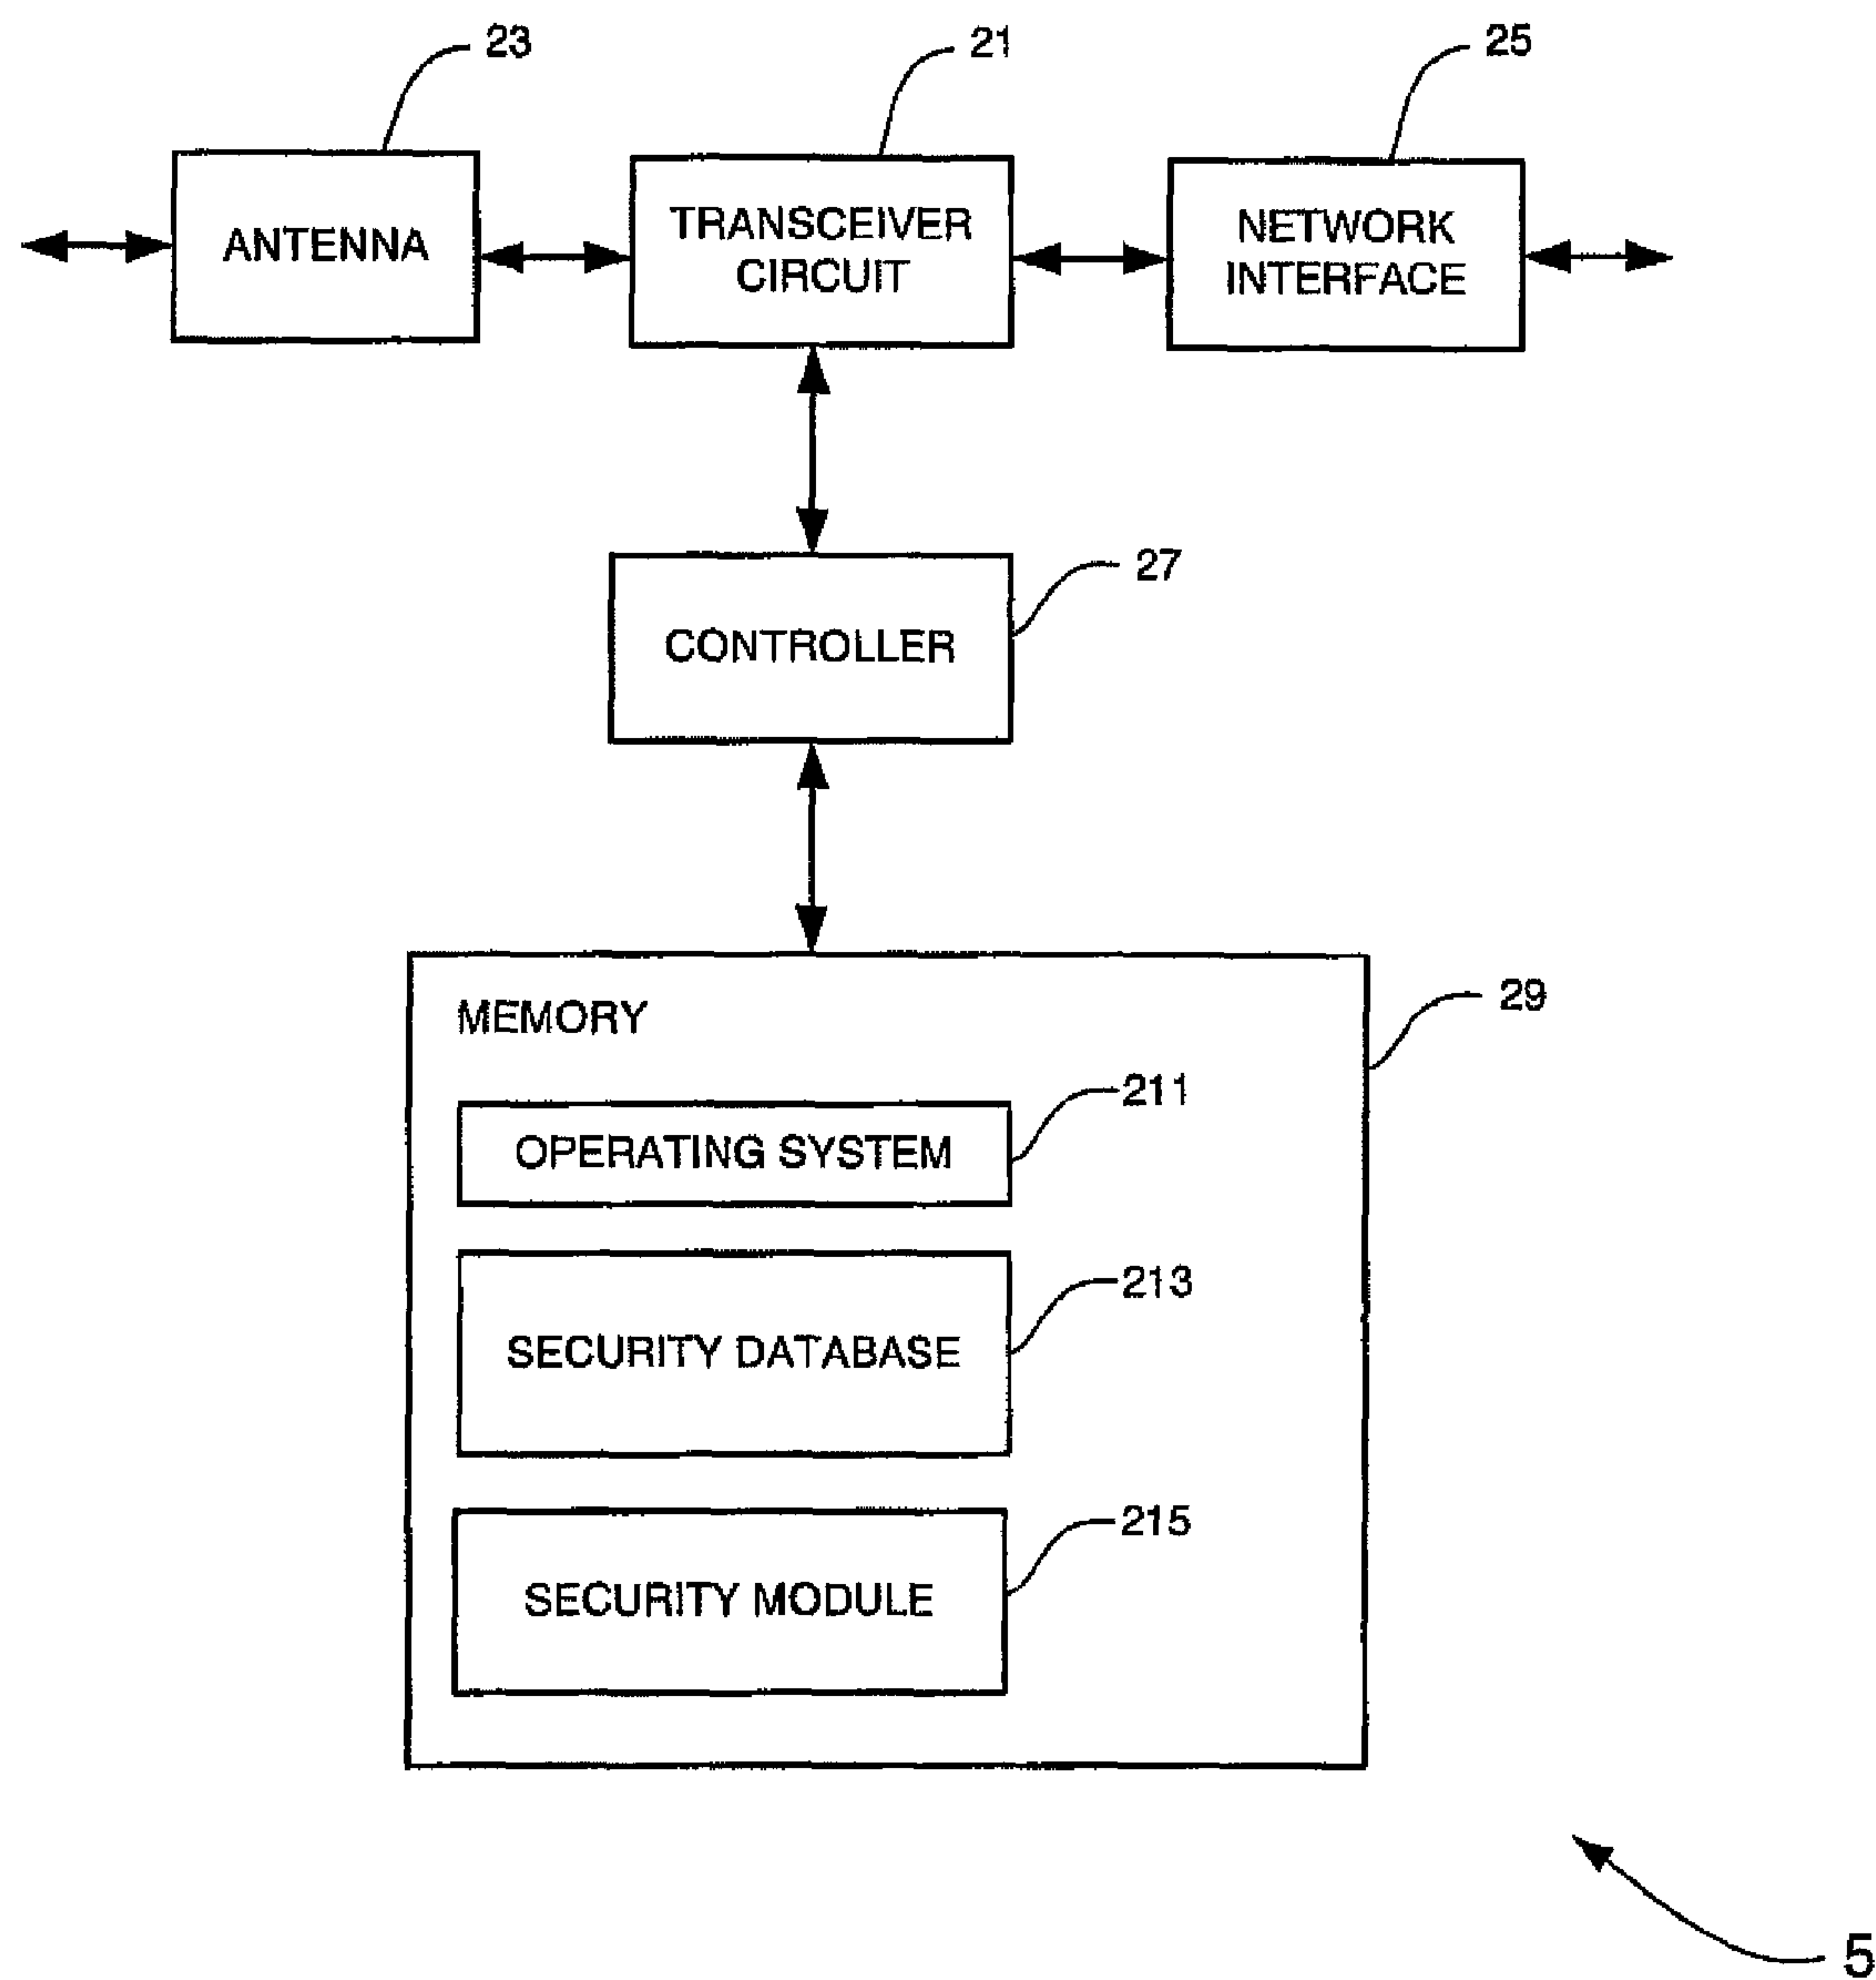 23
21
25
ANTENNA
TRANSCEIVER
CIRCUIT
NETWORK
INTERFACE
27
CONTROLLER
29
MEMORY
211
OPERATING SYSTEM
213
SECURITY DATABASE
215
SECURITY MODULE
5